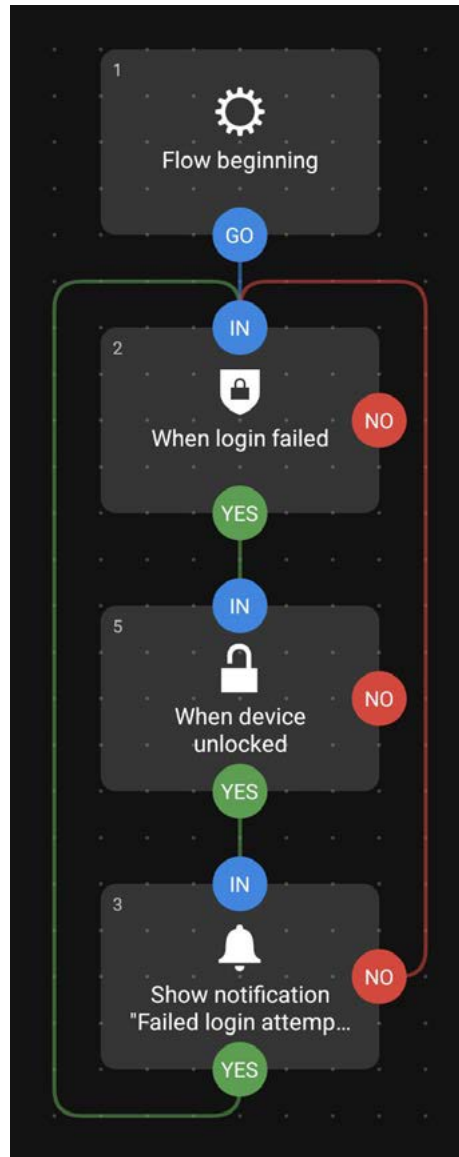 1
Flow beginning
GO
IN
2
When login failed
NO
YES
IN
5
When device
unlocked
NO
YES
IN
3
Show notification
"Failed login attemp...
NO
YES